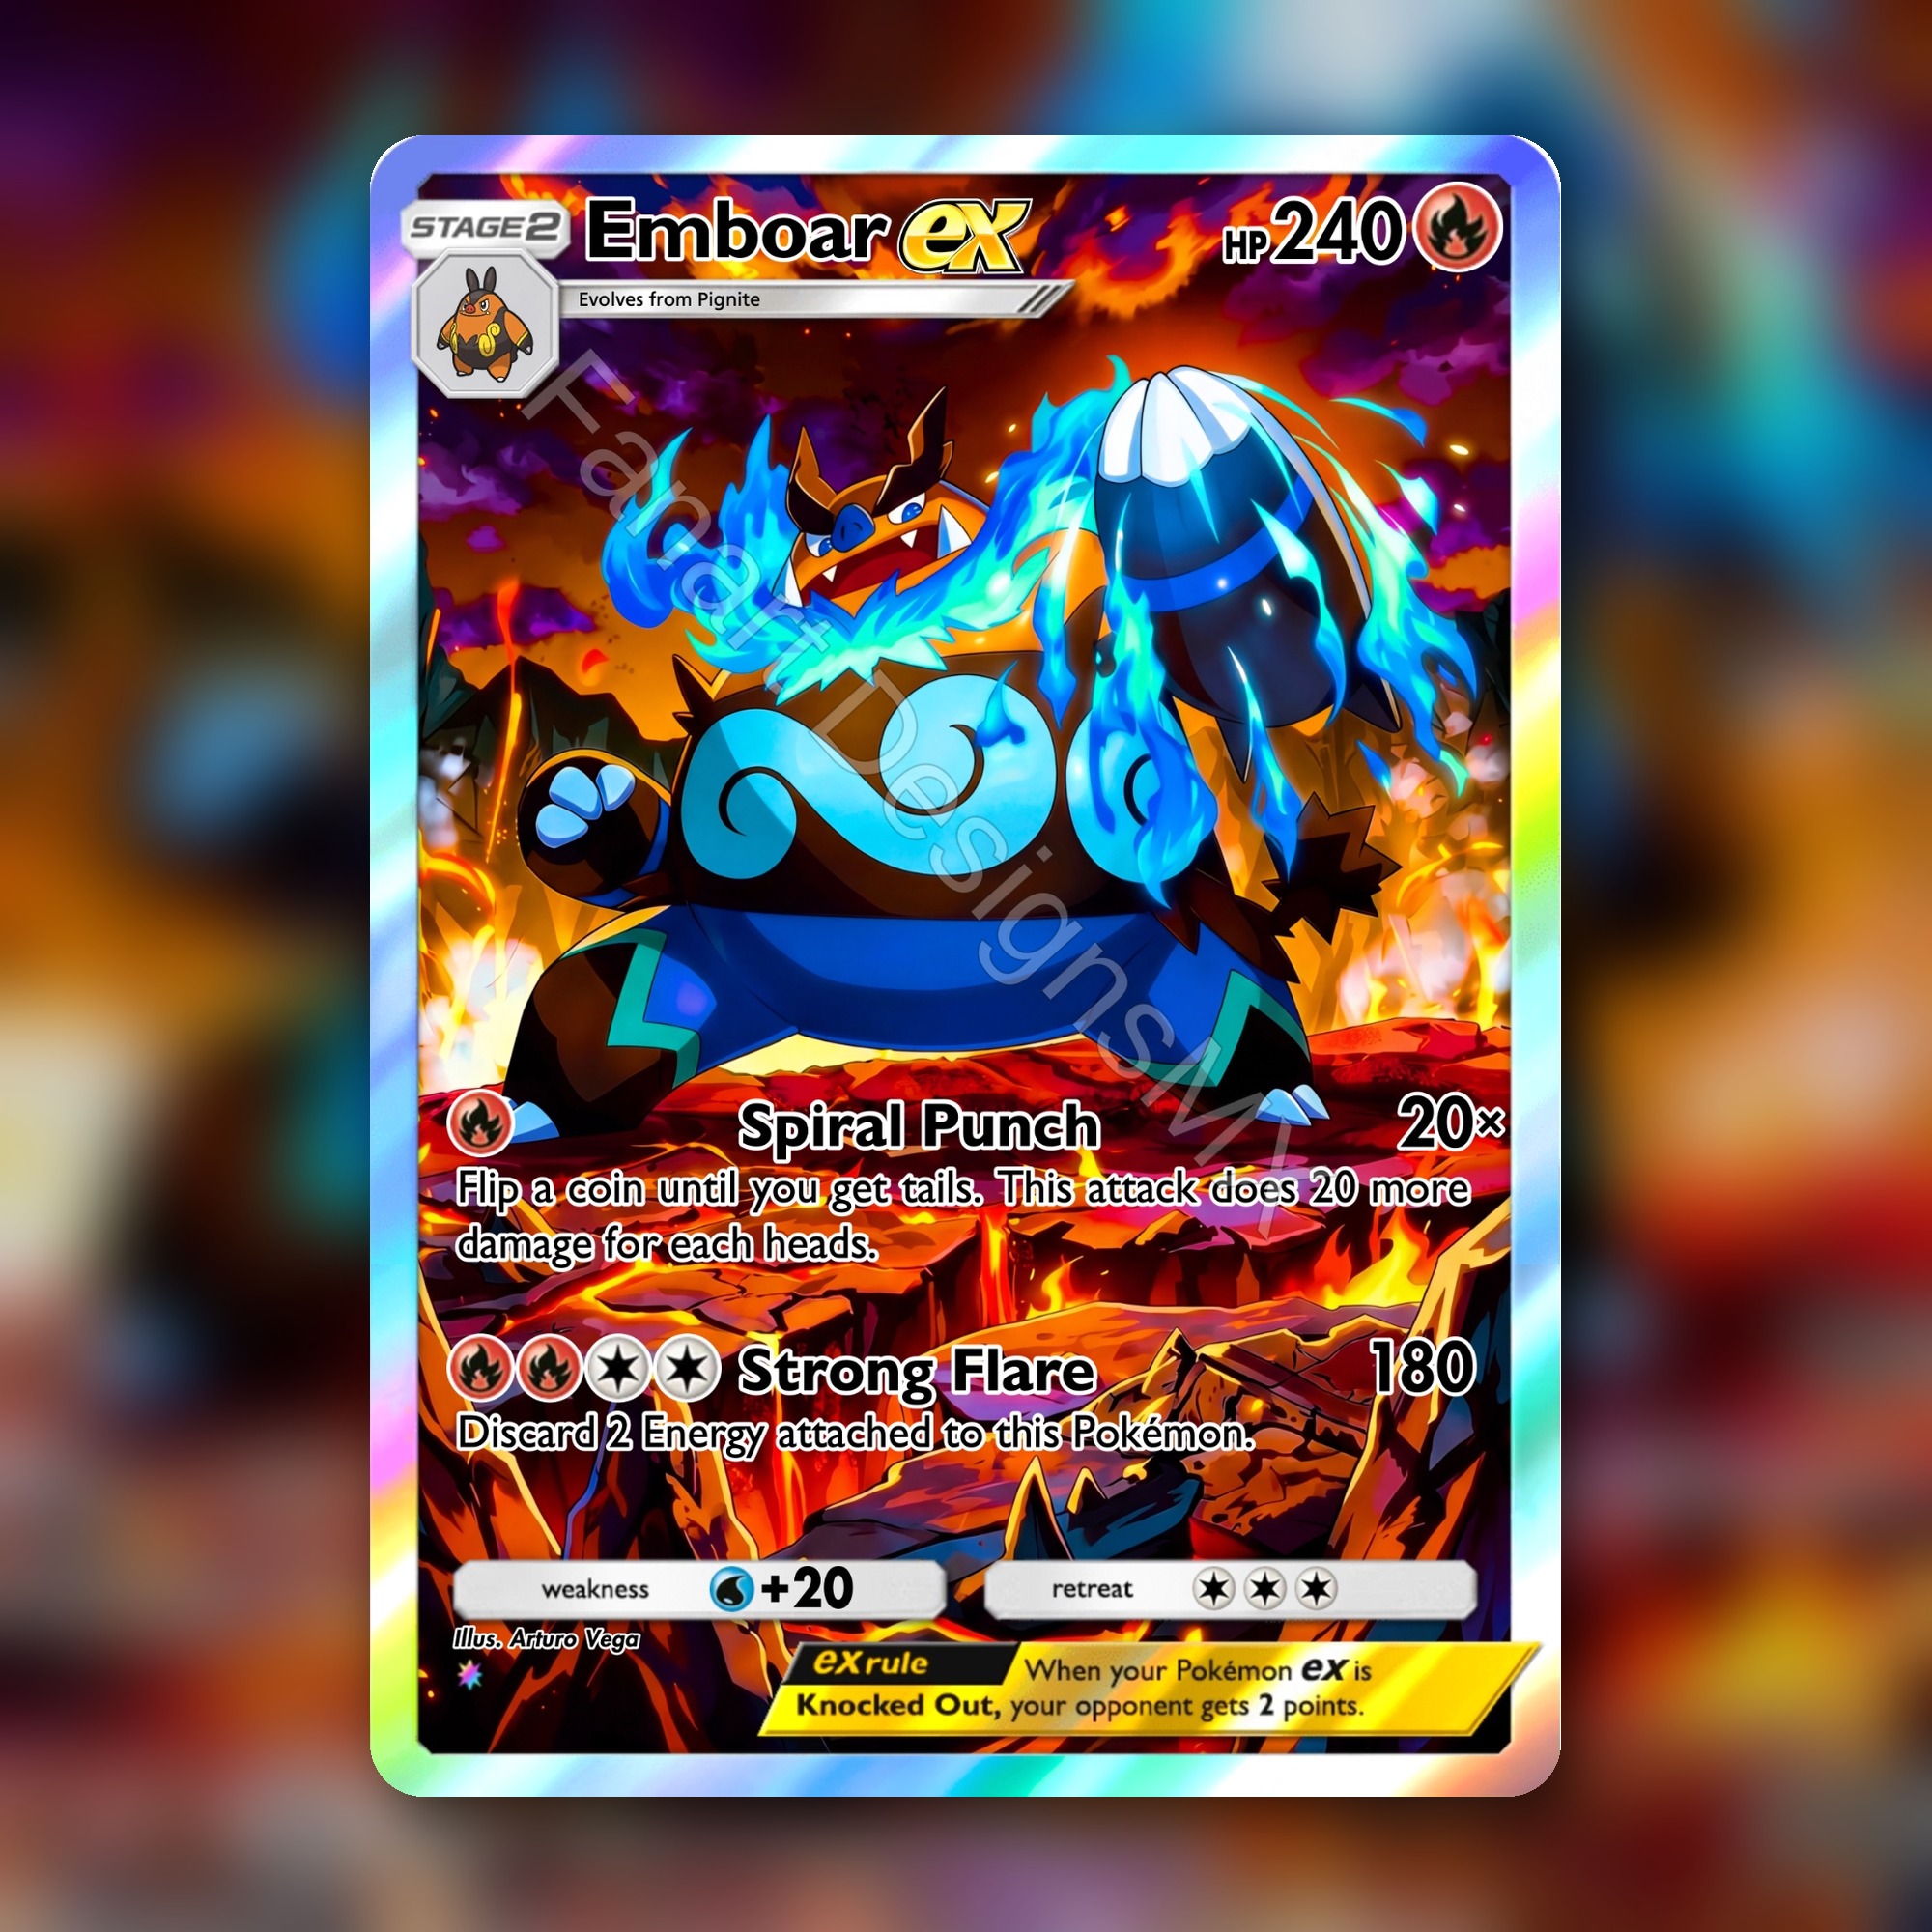 STAGE2
Emboar ex
HP240
Evolves from Pignite
Fanart DesignsMX
Spiral Punch 20×
Flip a coin until you get tails. This attack does 20 more
damage for each heads.
Strong Flare 180
Discard 2 Energy attached to this Pokémon.
weakness +20
retreat
Illus. Arturo Vega
ex rule
When your Pokémon ex is
Knocked Out, your opponent gets 2 points.